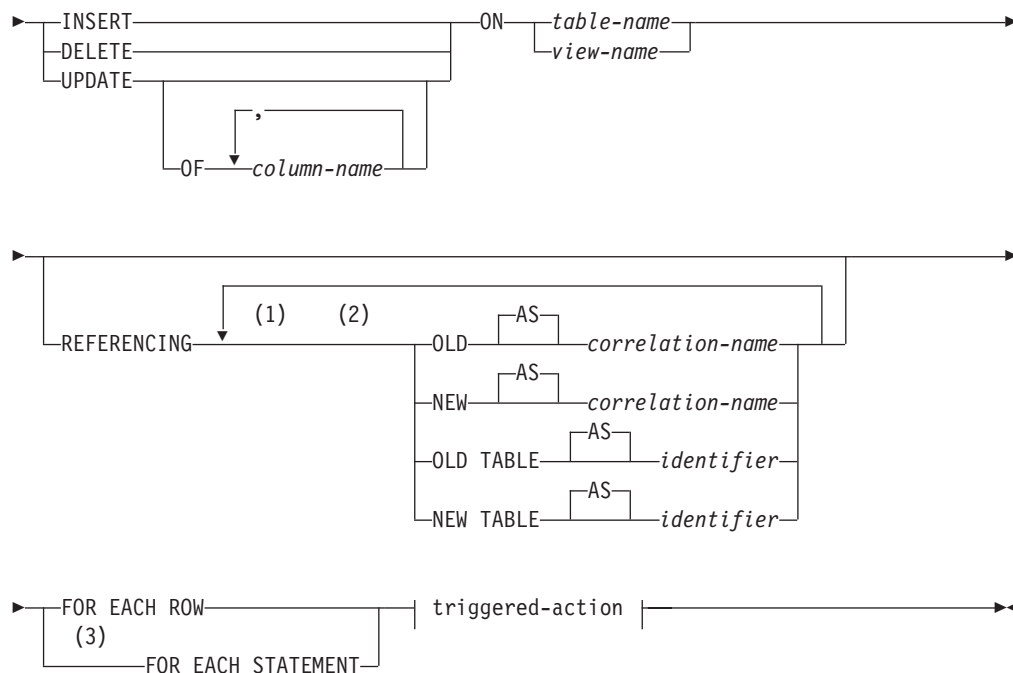 INSERT ON table-name
DELETE view-name
UPDATE
,
OF column-name
(1) (2) AS
REFERENCING OLD correlation-name
AS
NEW correlation-name
AS
OLD TABLE identifier
AS
NEW TABLE identifier
FOR EACH ROW triggered-action
(3)
FOR EACH STATEMENT